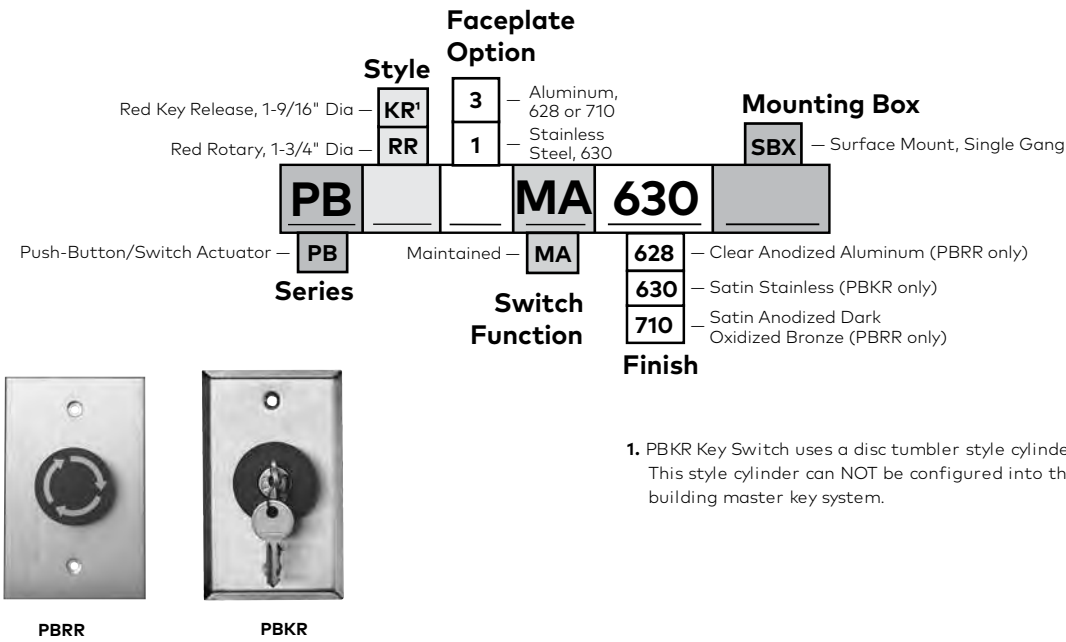 Faceplate
Option
Style
Red Key Release, 1-9/16" Dia — KR¹
3 — Aluminum,
628 or 710
Mounting Box
Red Rotary, 1-3/4" Dia — RR
1 — Stainless
Steel, 630
SBX — Surface Mount, Single Gang
PB MA 630
Push-Button/Switch Actuator — PB
Series
Maintained — MA
Switch
Function
628 — Clear Anodized Aluminum (PBRR only)
630 — Satin Stainless (PBKR only)
710 — Satin Anodized Dark
Oxidized Bronze (PBRR only)
Finish
1. PBKR Key Switch uses a disc tumbler style cylinde
This style cylinder can NOT be configured into th
building master key system.
PBRR
PBKR